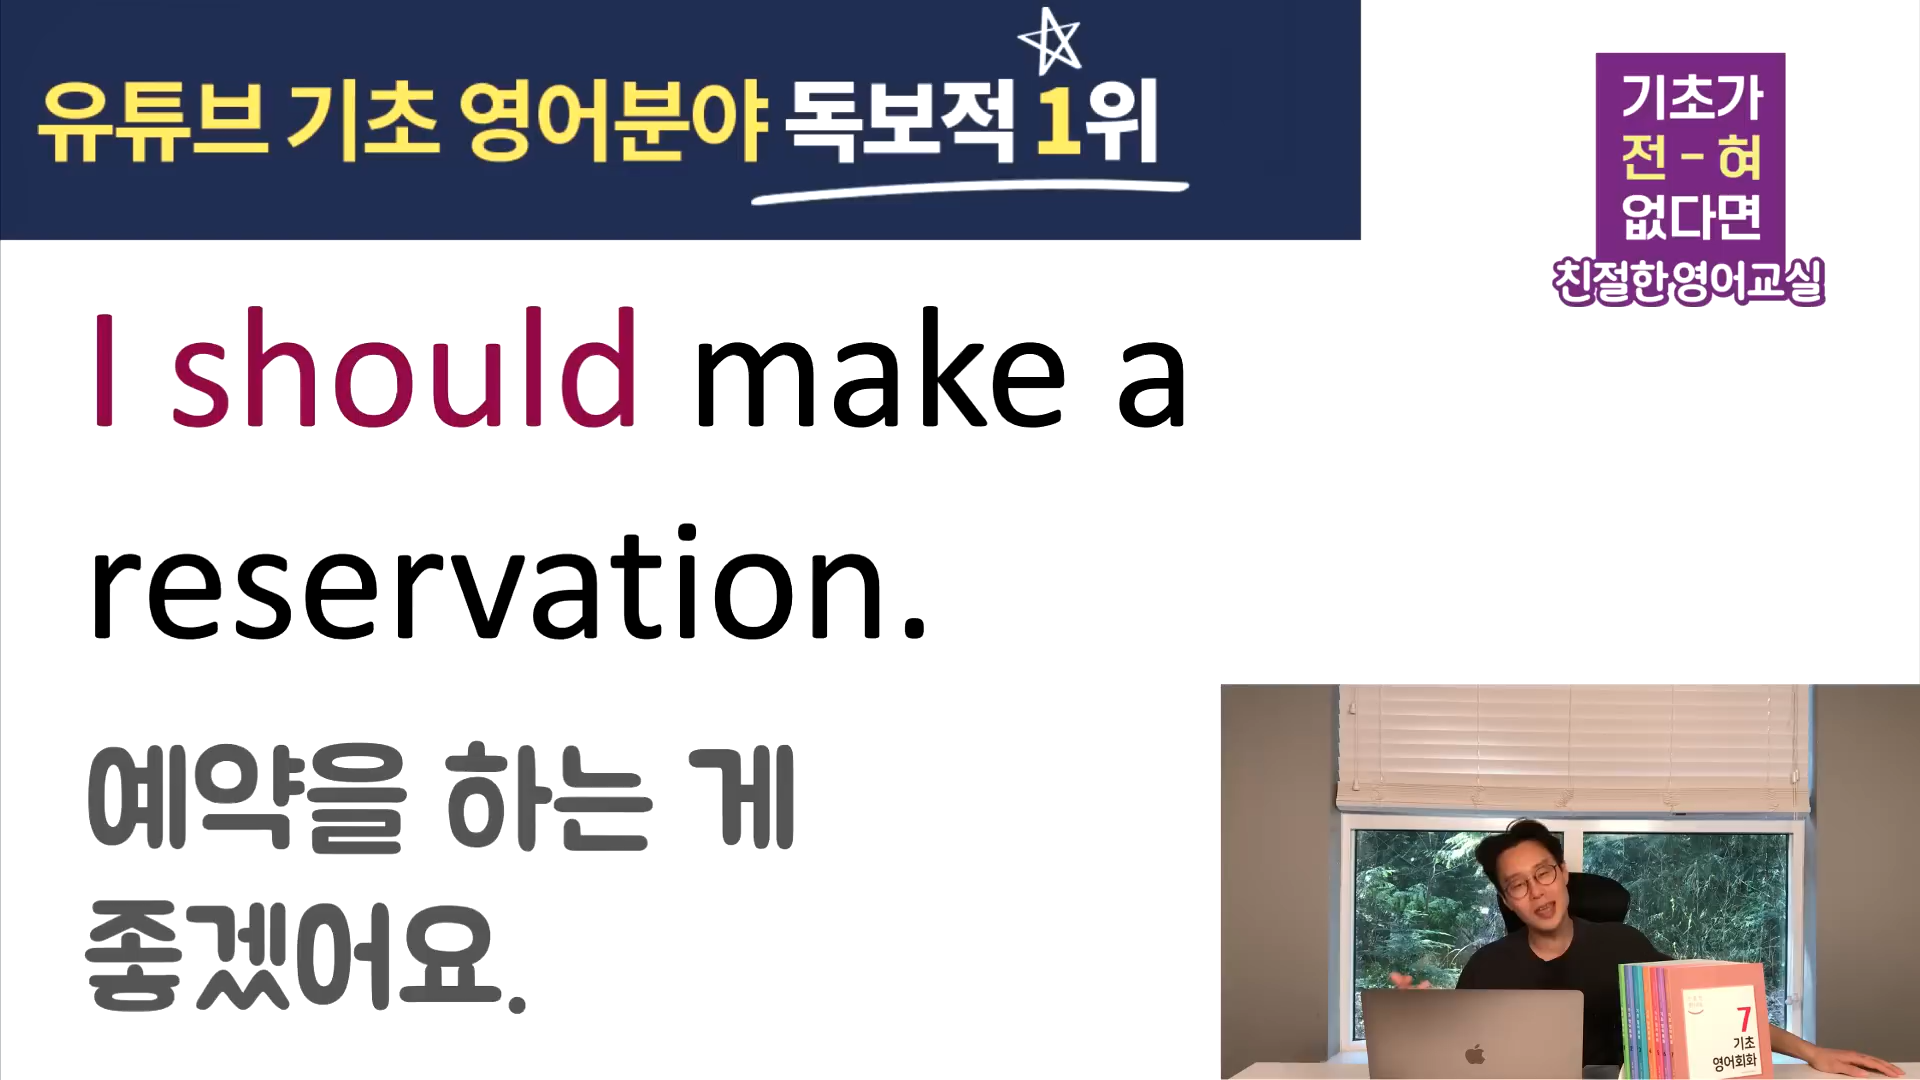 유튜브 기초 영어분야 독보적 1위
기초가
전-혀
없다면
친절한영어교실
I should make a
reservation.
예약을 하는 게
좋겠어요.
7
기초
영어회화